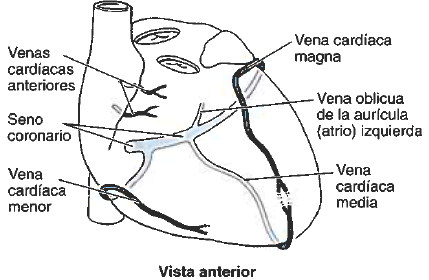 Venas
cardíacas
anteriores
Seno
coronario
Vena
cardíaca
menor
Vena cardíaca
magna
Vena oblicua
de la aurícula
(atrio) izquierda
Vena
cardíaca
media
Vista anterior